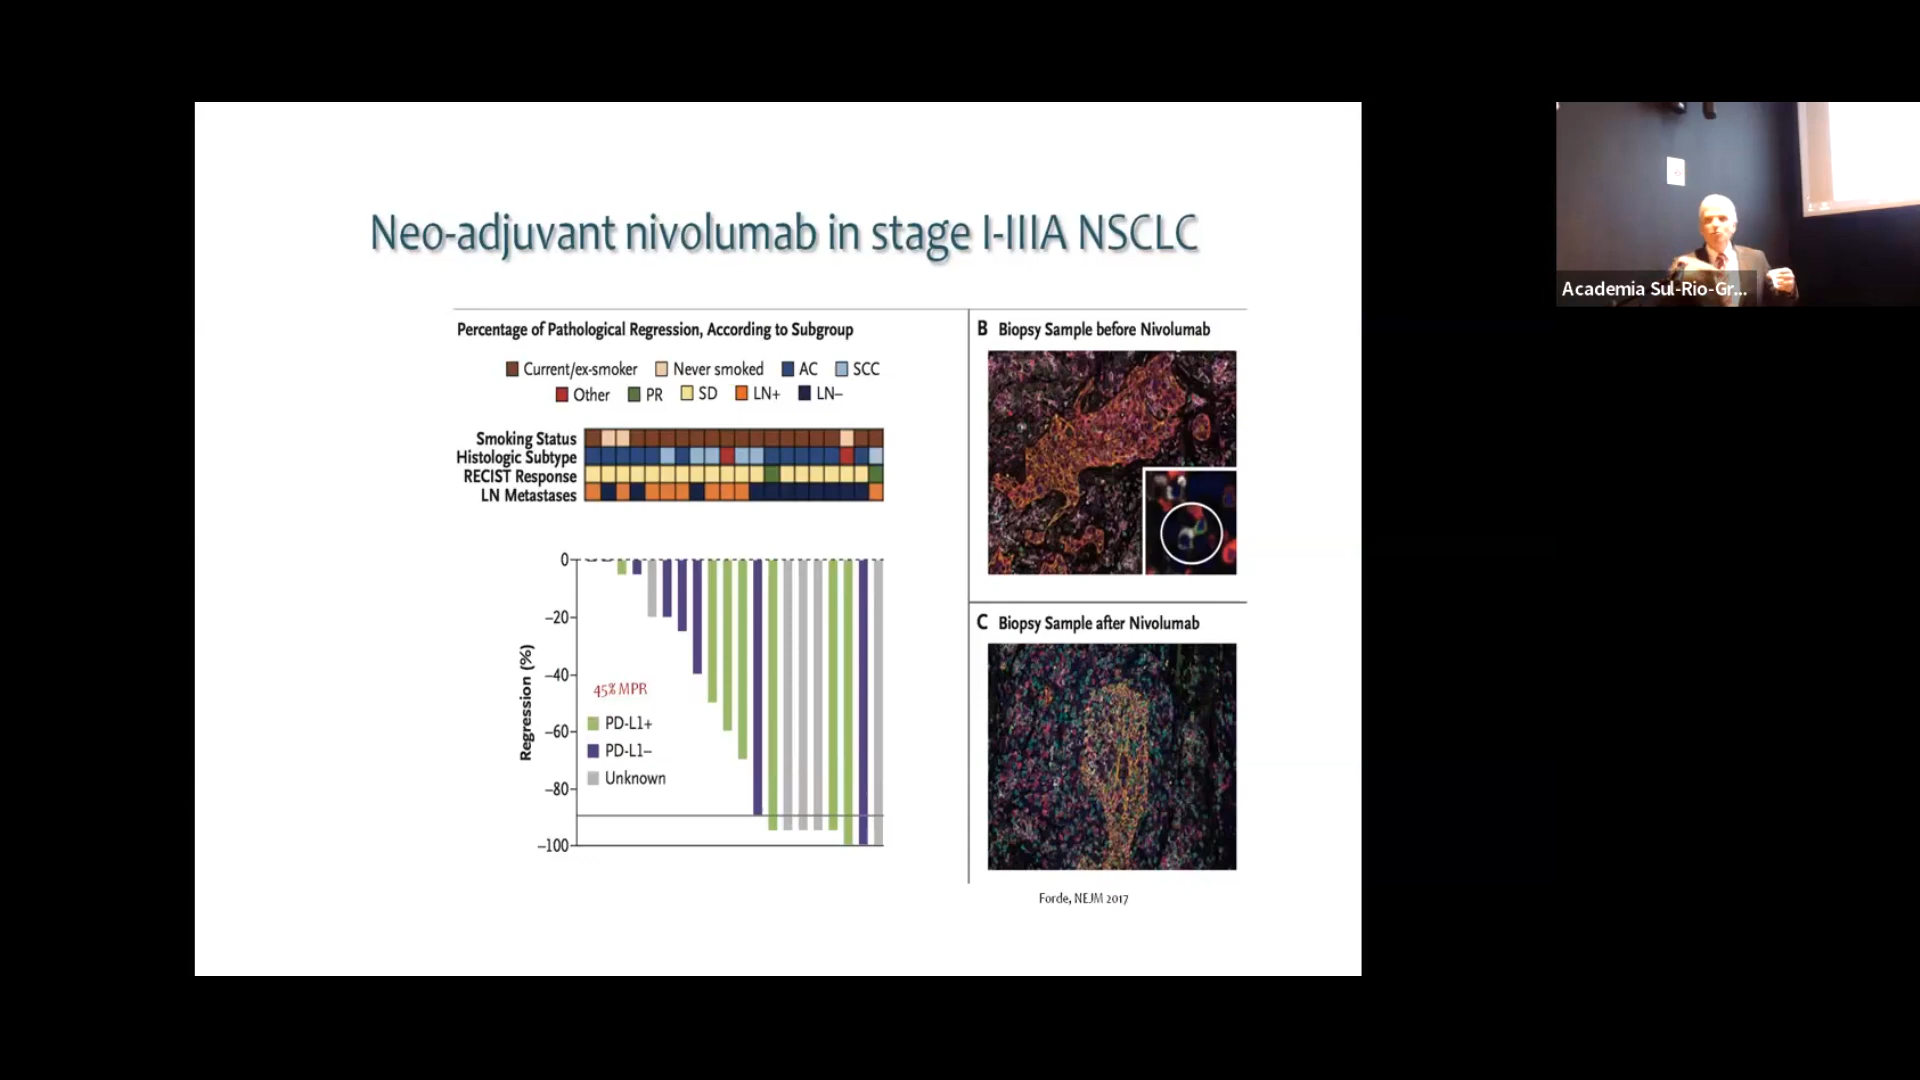 Neo-adjuvant nivolumab in stage I-IIIA NSCLC
Percentage of Pathological Regression, According to Subgroup
Current/ex-smoker Never smoked AC SCC
Other PR SD LN+ LN–
Smoking Status
Histologic Subtype
RECIST Response
LN Metastases
0
–20
–40
–60
–80
–100
Regression (%)
45% MPR
PD-L1+
PD-L1–
Unknown
B Biopsy Sample before Nivolumab
C Biopsy Sample after Nivolumab
Forde, NEJM 2017
Academia Sul-Rio-Gr...